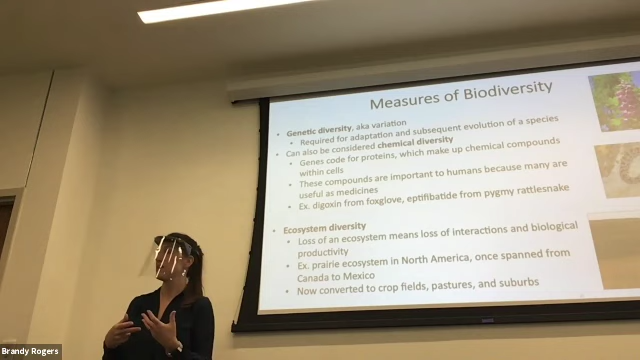 Measures of Biodiversity
• Genetic diversity, aka variation
• Required for adaptation and subsequent evolution of a species
• Can also be considered chemical diversity
• Genes code for proteins, which make up chemical compounds
within cells
• These compounds are important to humans because many are
useful as medicines
• Ex. digoxin from foxglove, eptifibatide from pygmy rattlesnake
• Ecosystem diversity
• Loss of an ecosystem means loss of interactions and biological
productivity
• Ex. prairie ecosystem in North America, once spanned from
Canada to Mexico
• Now converted to crop fields, pastures, and suburbs
Brandy Rogers